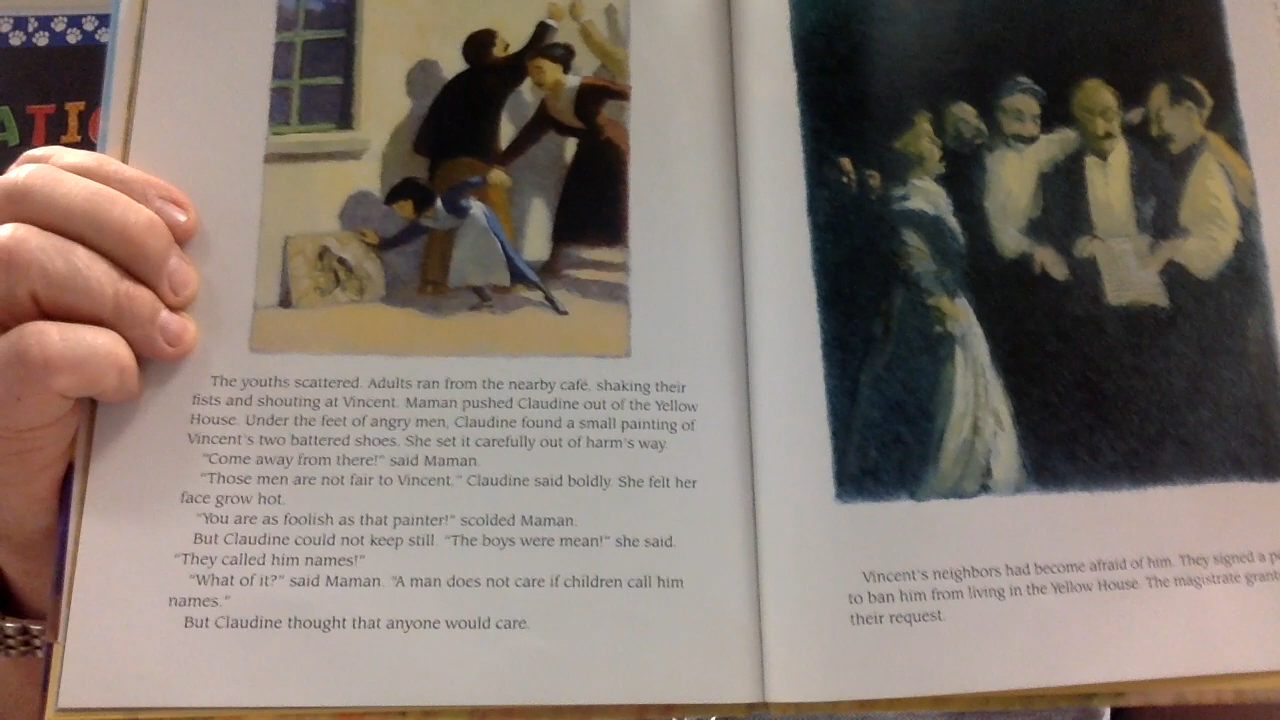 ATIO
The youths scattered. Adults ran from the nearby café, shaking their
fists and shouting at Vincent. Maman pushed Claudine out of the Yellow
House. Under the feet of angry men, Claudine found a small painting of
Vincent's two battered shoes. She set it carefully out of harm's way.
"Come away from there!" said Maman.
"Those men are not fair to Vincent." Claudine said boldly. She felt her
face grow hot.
"You are as foolish as that painter!" scolded Maman.
But Claudine could not keep still. "The boys were mean!" she said.
"They called him names!"
"What of it?" said Maman. "A man does not care if children call him
names."
But Claudine thought that anyone would care.
Vincent's neighbors had become afraid of him. They signed a
to ban him from living in the Yellow House. The magistrate
their request.